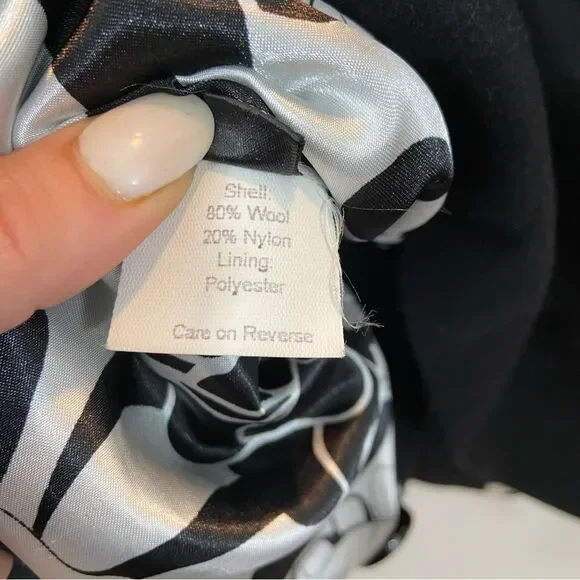 Shell:
80% Wool
20% Nylon
Lining:
Polyester
Care on Reverse